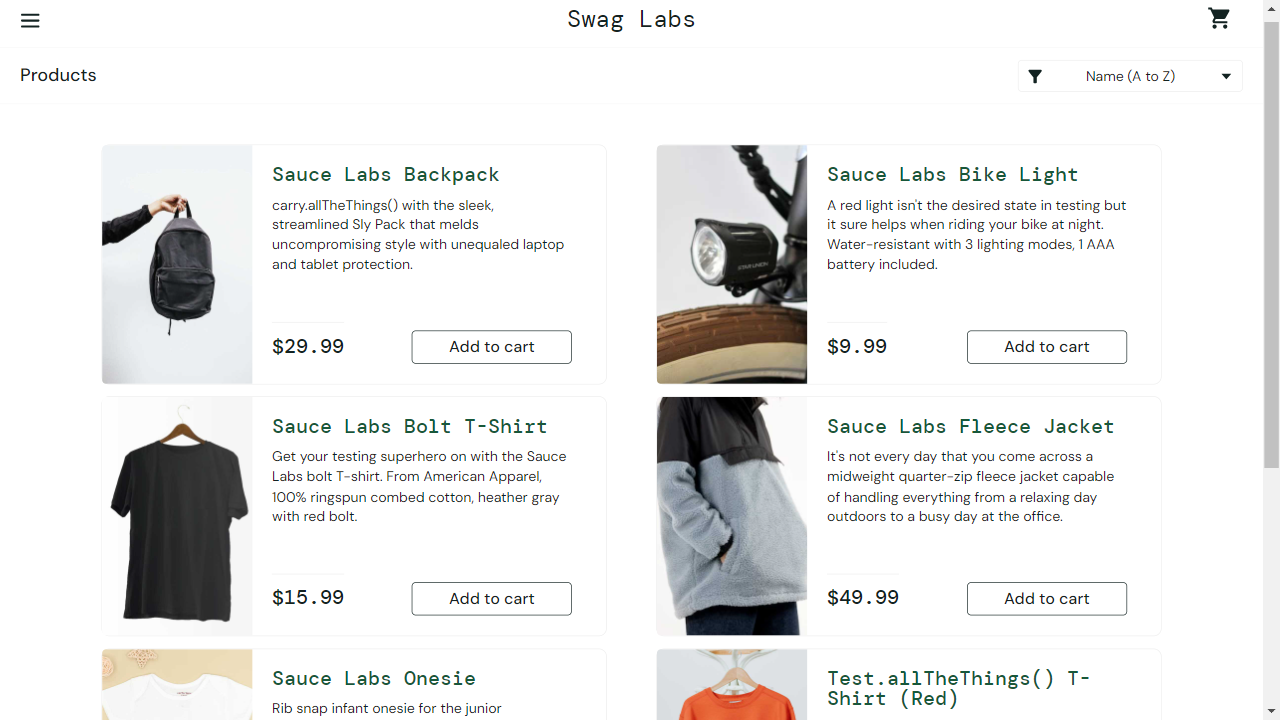 Swag Labs
Products
Name (A to Z)
Sauce Labs Backpack
carry.allTheThings() with the sleek,
streamlined Sly Pack that melds
uncompromising style with unequaled laptop
and tablet protection.
$29.99
Add to cart
Sauce Labs Bike Light
A red light isn't the desired state in testing but
it sure helps when riding your bike at night.
Water-resistant with 3 lighting modes, 1 AAA
battery included.
$9.99
Add to cart
STAR UNION
Sauce Labs Bolt T-Shirt
Get your testing superhero on with the Sauce
Labs bolt T-shirt. From American Apparel,
100% ringspun combed cotton, heather gray
with red bolt.
$15.99
Add to cart
Sauce Labs Fleece Jacket
It's not every day that you come across a
midweight quarter-zip fleece jacket capable
of handling everything from a relaxing day
outdoors to a busy day at the office.
$49.99
Add to cart
Sauce Labs Onesie
Rib snap infant onesie for the junior
Test.allTheThings() T-
Shirt (Red)